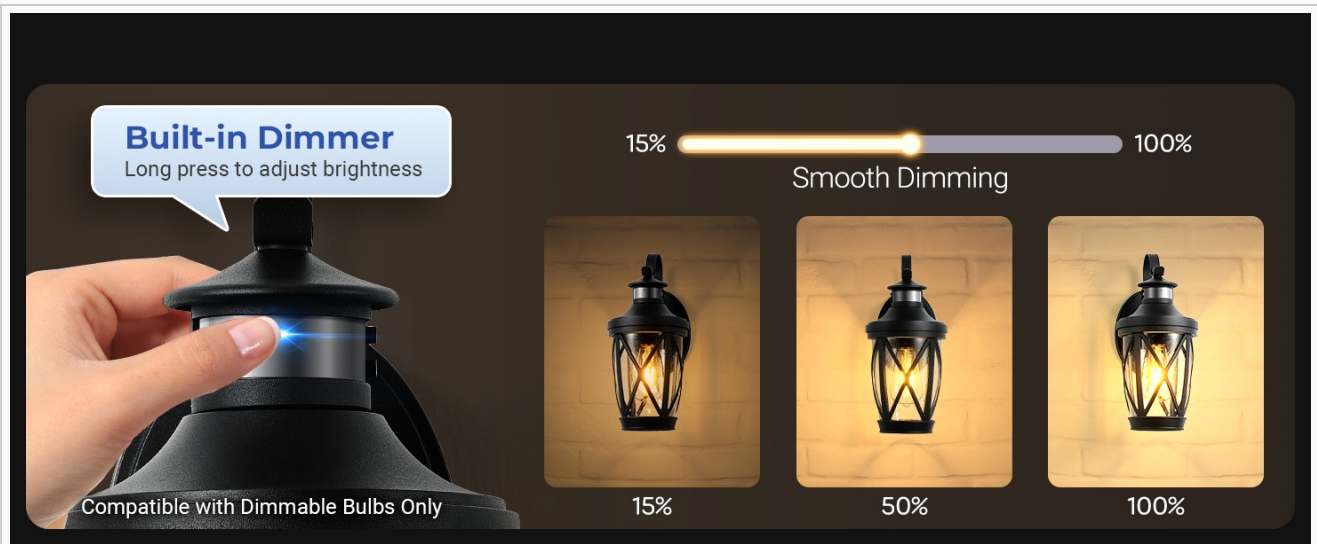 Built-in Dimmer
Long press to adjust brightness
Compatible with Dimmable Bulbs Only
15%
100%
Smooth Dimming
15%
50%
100%